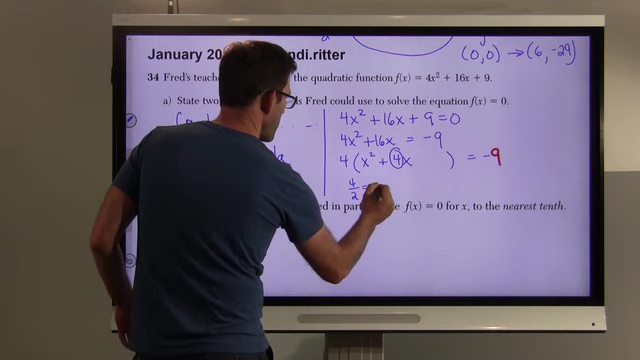 (0,0) → (6,-29)
January 20 ndi.ritter
34 Fred's teache the quadratic function f(x) = 4x² + 16x + 9.
a) State two ds Fred could use to solve the equation f(x) = 0.
4x² + 16x + 9 = 0
4x² + 16x = -9
4 ( x² + 4x ) = -9
4/2 =
ed in part f(x) = 0 for x, to the nearest tenth.